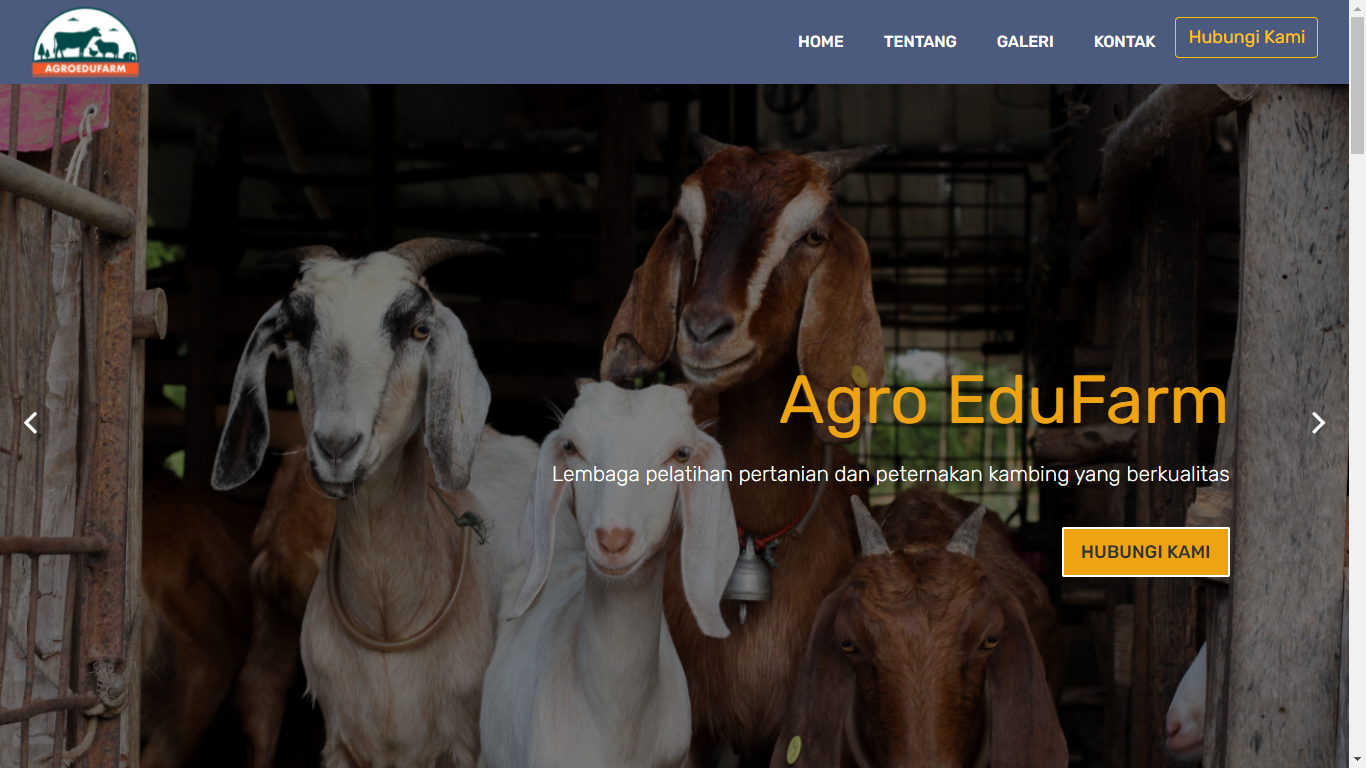 AGROEDUFARM
HOME TENTANG GALERI KONTAK Hubungi Kami
Agro EduFarm
Lembaga pelatihan pertanian dan peternakan kambing yang berkualitas
HUBUNGI KAMI